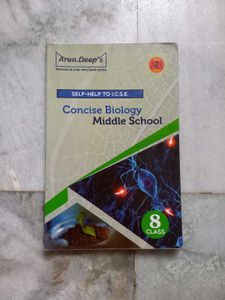 Arun Deep's
SELF-HELP TO I.C.S.E.
Concise Biology
Middle School
8
CLASS